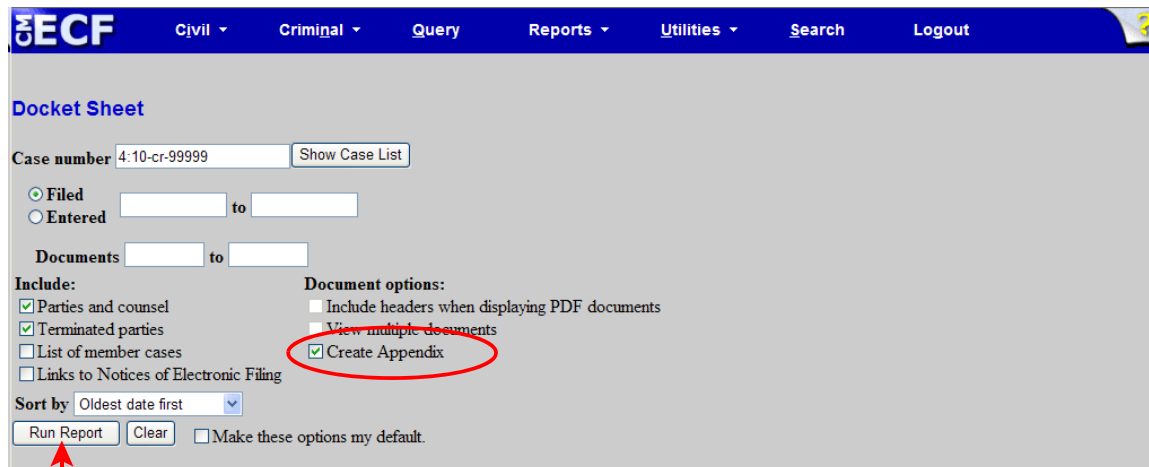 CM ECF Civil Criminal Query Reports Utilities Search Logout ?
Docket Sheet
Case number 4:10-cr-99999 Show Case List
Filed
Entered
to
Documents to
Include: Document options:
Parties and counsel Include headers when displaying PDF documents
Terminated parties View multiple documents
List of member cases Create Appendix
Links to Notices of Electronic Filing
Sort by Oldest date first
Run Report Clear Make these options my default.